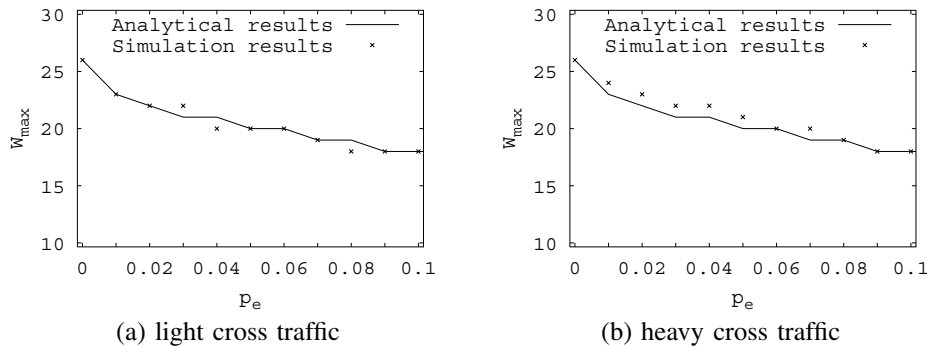 30
Analytical results
Simulation results
25
20
15
10
W_max
0 0.02 0.04 0.06 0.08 0.1
p_e
(a) light cross traffic
30
Analytical results
Simulation results
25
20
15
10
W_max
0 0.02 0.04 0.06 0.08 0.1
p_e
(b) heavy cross traffic